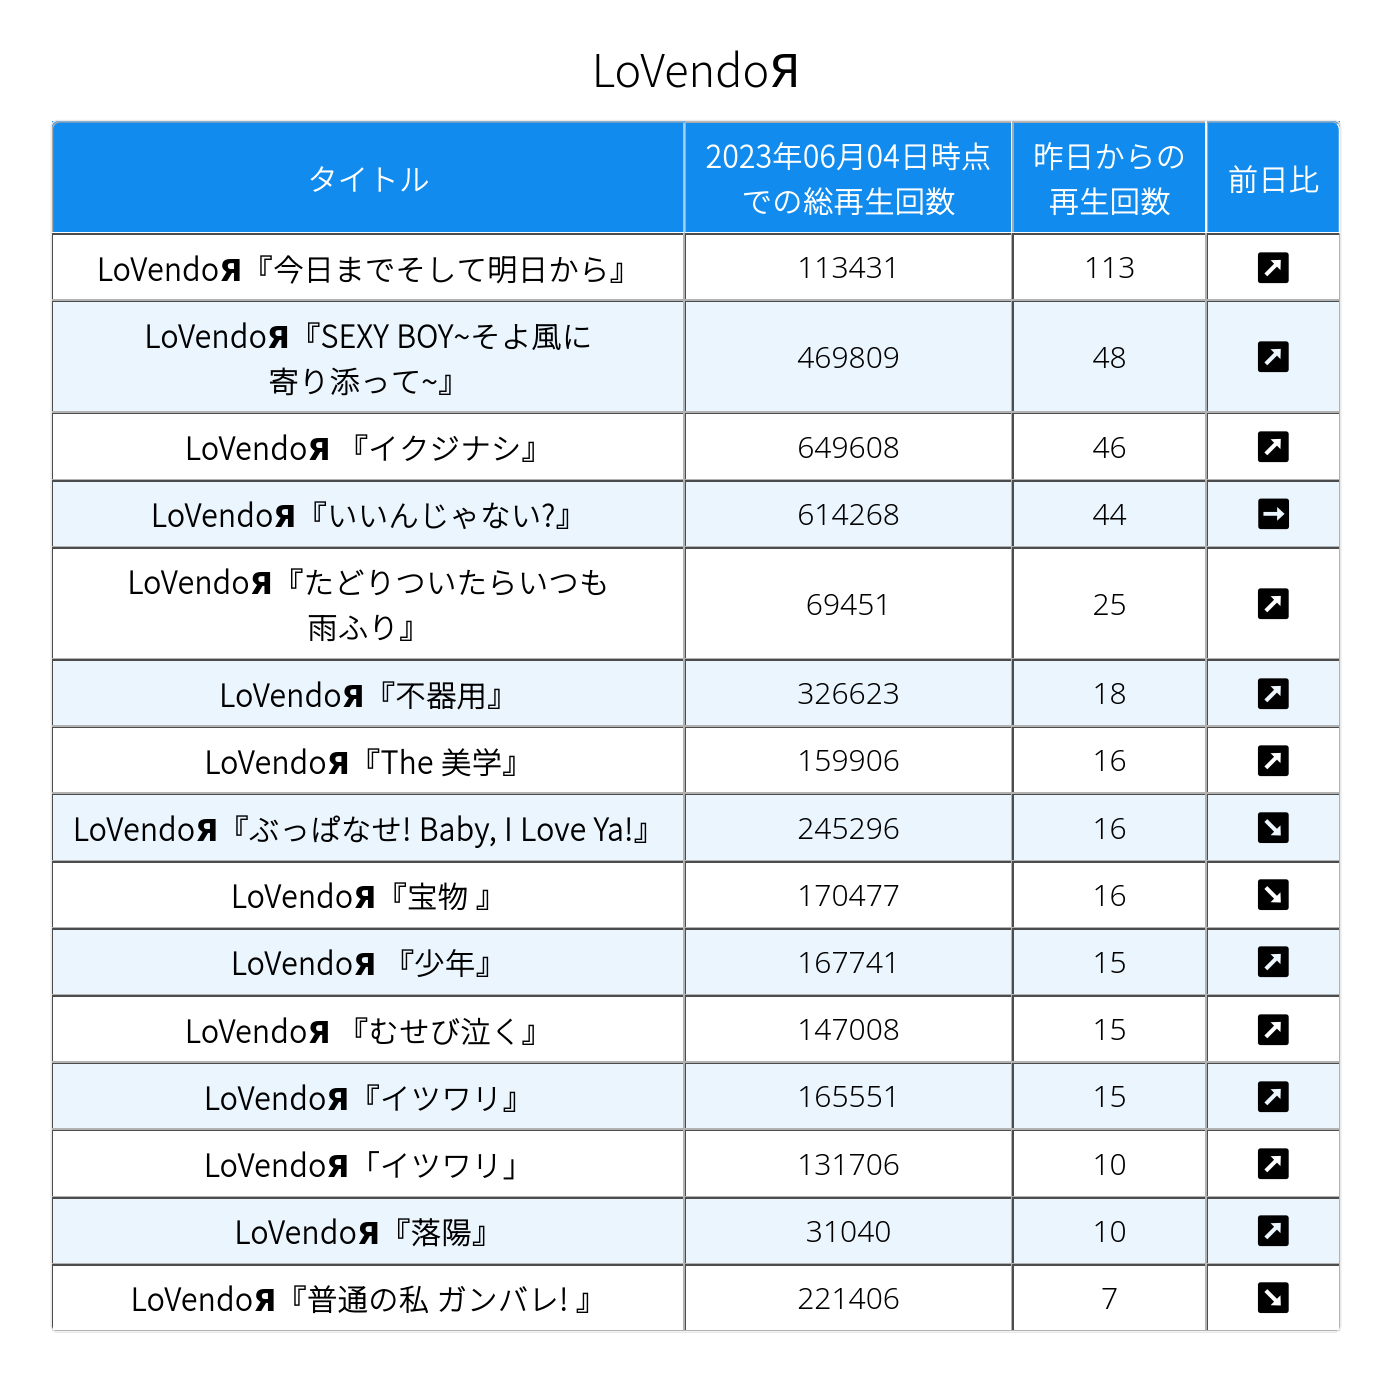 LoVendoЯ
タイトル
2023年06月04日時点
での総再生回数
昨日からの
再生回数
前日比
LoVendoЯ『今日までそして明日から』 113431 113 ↗
LoVendoЯ『SEXY BOY~そよ風に
寄り添って~』 469809 48 ↗
LoVendoЯ 『イクジナシ』 649608 46 ↗
LoVendoЯ『いいんじゃない?』 614268 44 →
LoVendoЯ『たどりついたらいつも
雨ふり』 69451 25 ↗
LoVendoЯ『不器用』 326623 18 ↗
LoVendoЯ『The 美学』 159906 16 ↗
LoVendoЯ『ぶっぱなせ! Baby, I Love Ya!』 245296 16 ↘
LoVendoЯ『宝物 』 170477 16 ↘
LoVendoЯ 『少年』 167741 15 ↗
LoVendoЯ 『むせび泣く』 147008 15 ↗
LoVendoЯ『イツワリ』 165551 15 ↗
LoVendoЯ「イツワリ」 131706 10 ↗
LoVendoЯ『落陽』 31040 10 ↗
LoVendoЯ『普通の私 ガンバレ! 』 221406 7 ↘